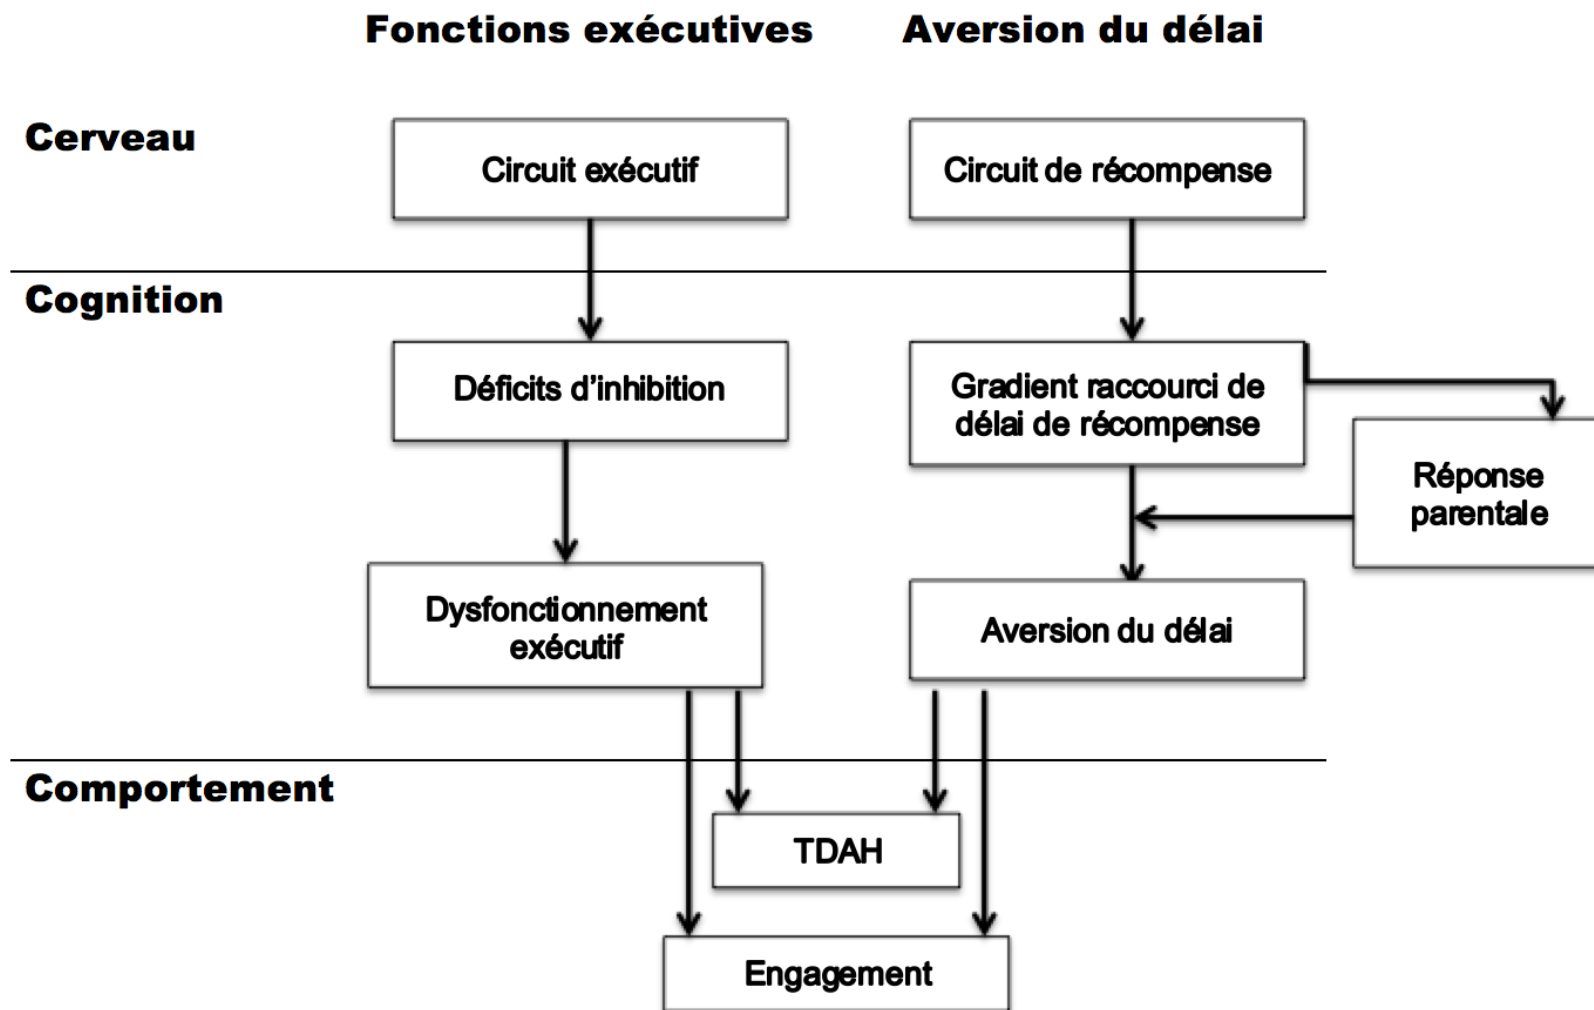 Fonctions exécutives
Aversion du délai
Cerveau
Circuit exécutif
Circuit de récompense
Cognition
Déficits d'inhibition
Gradient raccourci de
délai de récompense
Réponse
parentale
Dysfonctionnement
exécutif
Aversion du délai
Comportement
TDAH
Engagement